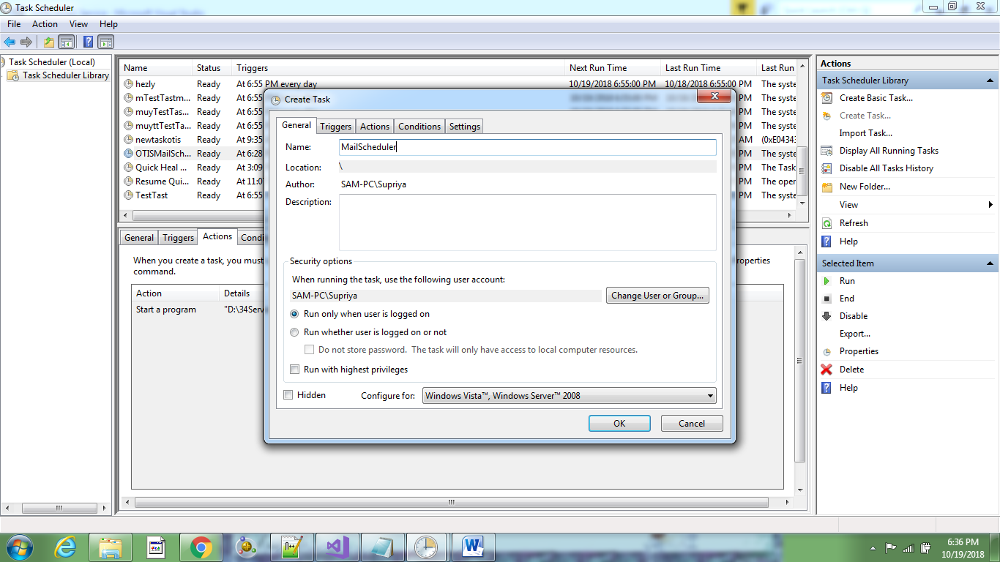 Task Scheduler
File Action View Help
Task Scheduler (Local)
Task Scheduler Library
Name Status Triggers Next Run Time Last Run Time Last Run
hezly Ready At 6:55 PM every day 10/19/2018 6:55:00 PM 10/18/2018 6:55:00 PM The system
mTestTastm... Ready At 6:55 PM The syste
muyTestTas... Ready At 6:55 PM The syste
muyttTestTa... Ready At 6:55 PM The syste
newtaskotis Ready At 9:35 AM (0xE0434
OTISMailSch... Ready At 6:28 PM The syste
Quick Heal ... Ready At 3:09 PM The Task
Resume Qui... Ready At 11:0 PM The oper
TestTast Ready At 6:55 PM The syste
General Triggers Actions Condi
When you create a task, you must roperties
command.
Action Details
Start a program "D:\34Serv
Create Task
General Triggers Actions Conditions Settings
Name: MailScheduler
Location: \
Author: SAM-PC\Supriya
Description:
Security options
When running the task, use the following user account:
SAM-PC\Supriya Change User or Group...
Run only when user is logged on
Run whether user is logged on or not
Do not store password. The task will only have access to local computer resources.
Run with highest privileges
Hidden Configure for: Windows Vista™, Windows Server™ 2008
OK Cancel
Actions
Task Scheduler Library
Create Basic Task...
Create Task...
Import Task...
Display All Running Tasks
Disable All Tasks History
New Folder...
View
Refresh
Help
Selected Item
Run
End
Disable
Export...
Properties
Delete
Help
6:36 PM
10/19/2018